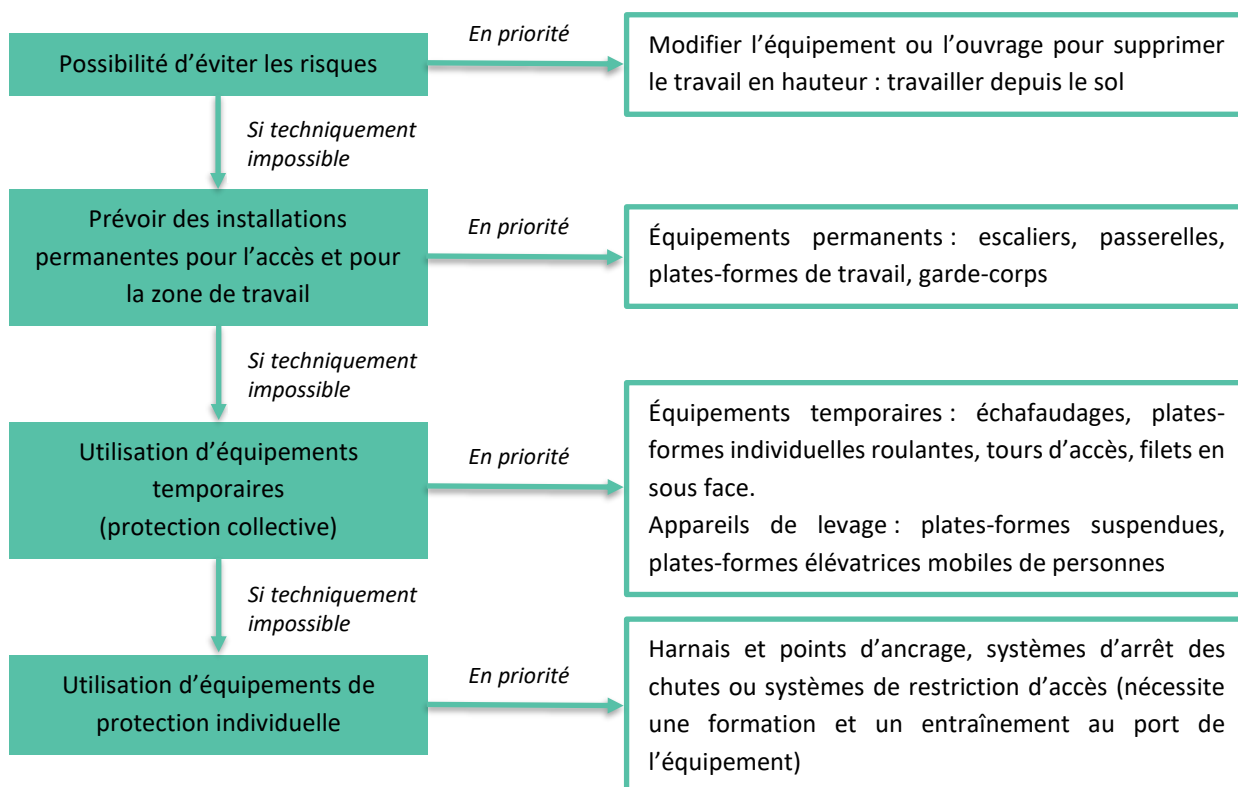 En priorité
Possibilité d'éviter les risques
Modifier l'équipement ou l'ouvrage pour supprimer
le travail en hauteur : travailler depuis le sol
Si techniquement
impossible
Prévoir des installations
permanentes pour l'accès et pour
la zone de travail
En priorité
Équipements permanents : escaliers, passerelles,
plates-formes de travail, garde-corps
Si techniquement
impossible
Utilisation d'équipements
temporaires
(protection collective)
En priorité
Équipements temporaires : échafaudages, plates-
formes individuelles roulantes, tours d'accès, filets en
sous face.
Appareils de levage : plates-formes suspendues,
plates-formes élévatrices mobiles de personnes
Si techniquement
impossible
Utilisation d'équipements de
protection individuelle
En priorité
Harnais et points d'ancrage, systèmes d'arrêt des
chutes ou systèmes de restriction d'accès (nécessite
une formation et un entraînement au port de
l'équipement)